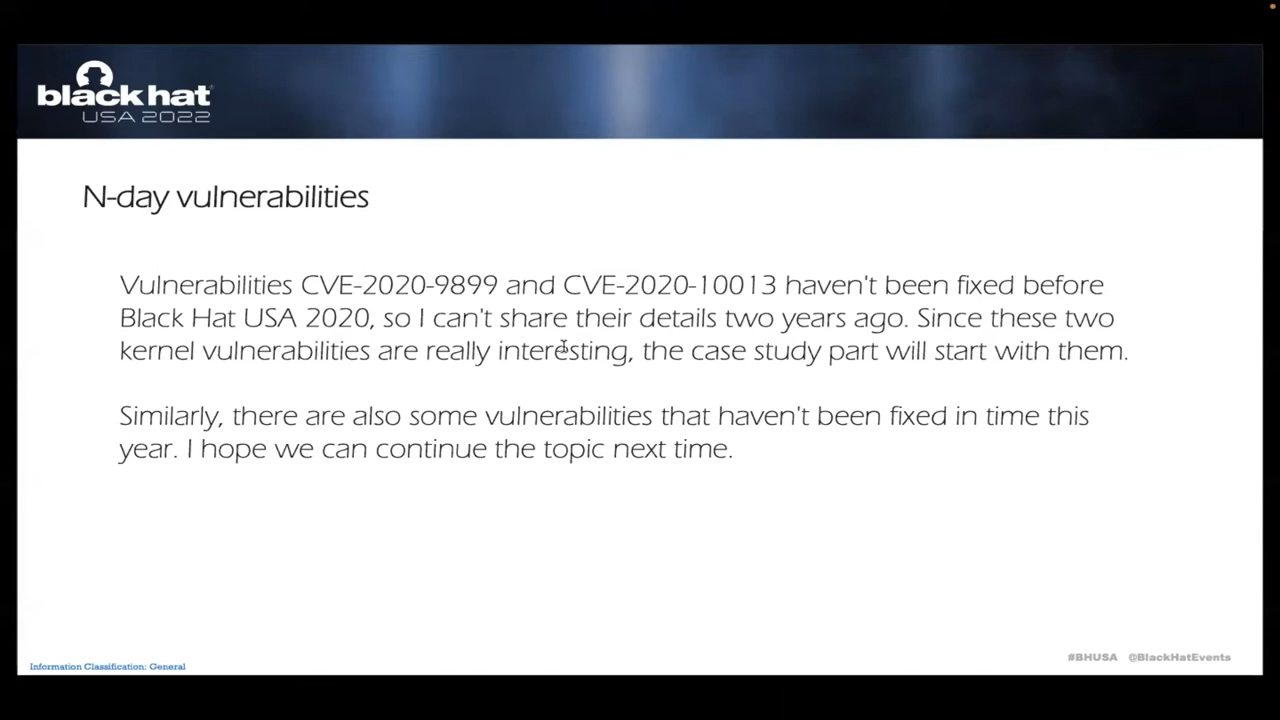 black hat
USA 2022
N-day vulnerabilities
Vulnerabilities CVE-2020-9899 and CVE-2020-10013 haven't been fixed before
Black Hat USA 2020, so I can't share their details two years ago. Since these two
kernel vulnerabilities are really interesting, the case study part will start with them.
Similarly, there are also some vulnerabilities that haven't been fixed in time this
year. I hope we can continue the topic next time.
Information Classification: General
#BHUSA @BlackHatEvents